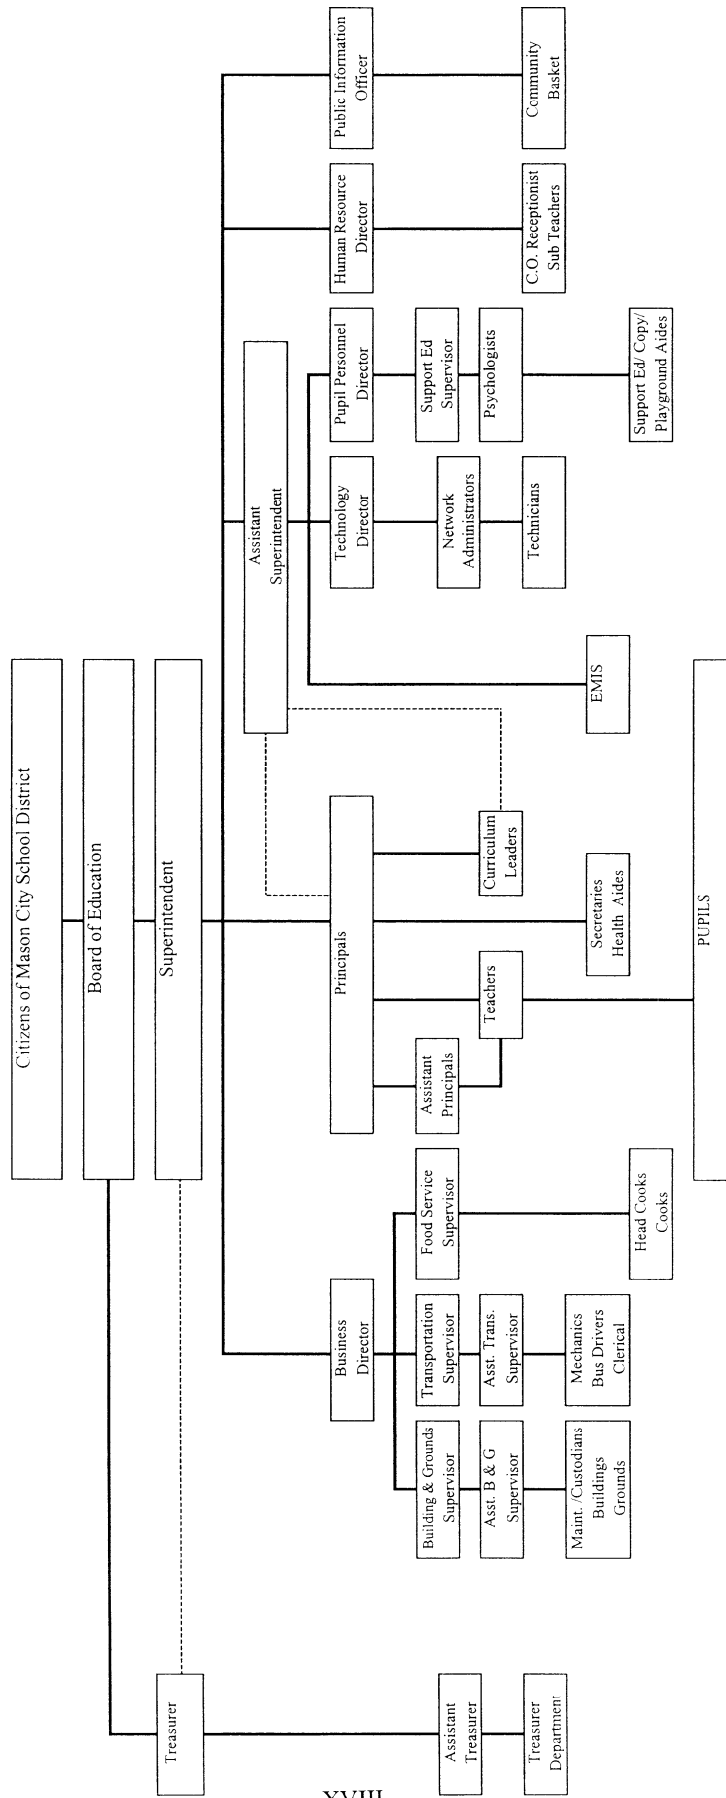 Citizens of Mason City School District
Board of Education
Superintendent
Treasurer
Assistant
Superintendent
Business
Director
Principals
Technology
Director
Pupil Personnel
Director
Human Resource
Director
Public Information
Officer
Assistant
Treasurer
Treasurer
Department
Building & Grounds
Supervisor
Asst. B & G
Supervisor
Maint. /Custodians
Buildings
Grounds
Transportation
Supervisor
Asst. Trans.
Supervisor
Mechanics
Bus Drivers
Clerical
Food Service
Supervisor
Head Cooks
Cooks
Assistant
Principals
Teachers
Secretaries
Health Aides
Curriculum
Leaders
EMIS
Network
Administrators
Technicians
Support Ed
Supervisor
Psychologists
Support Ed/ Copy/
Playground Aides
C.O. Receptionist
Sub Teachers
Community
Basket
PUPILS
XVIII